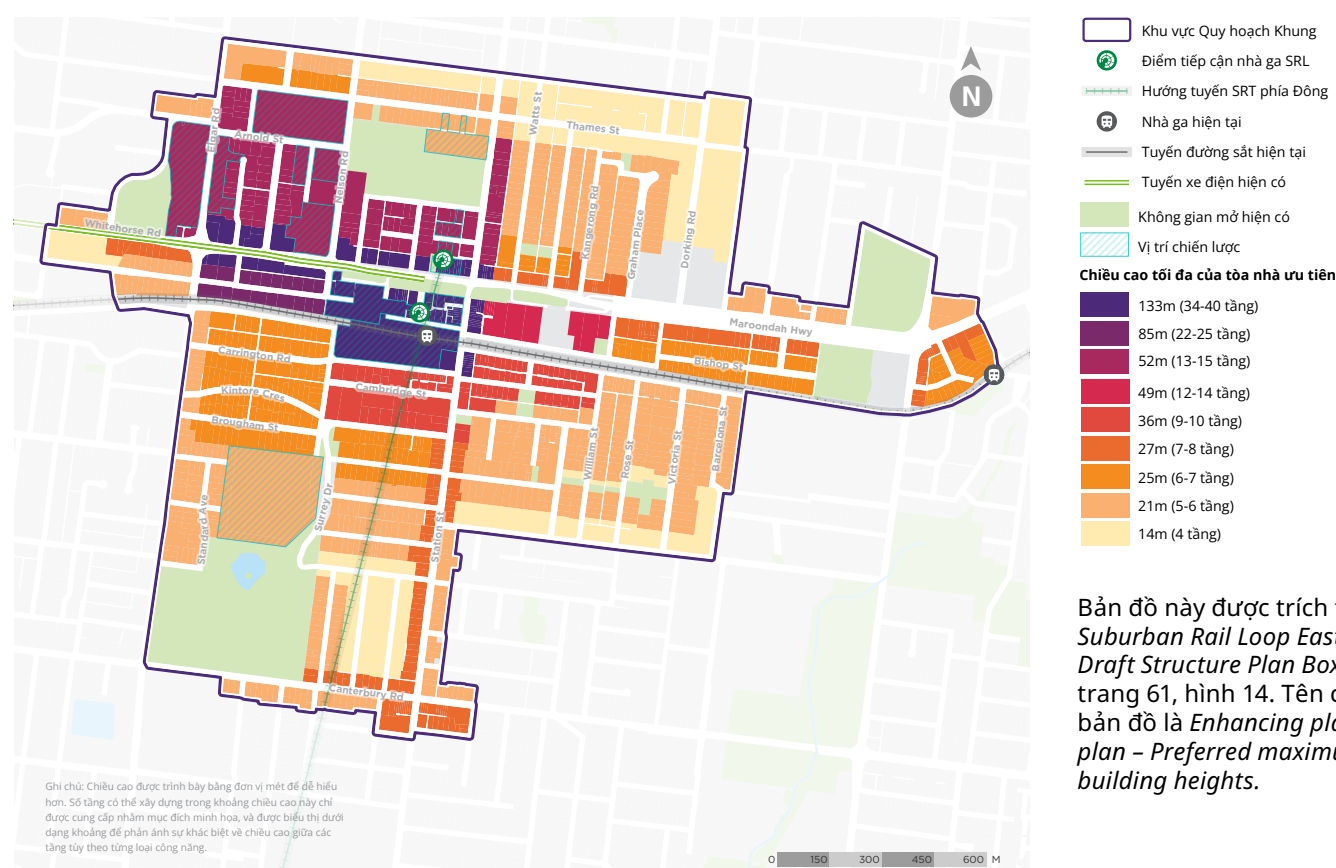 Khu vực Quy hoạch Khung
Điểm tiếp cận nhà ga SRL
Hướng tuyến SRT phía Đông
Nhà ga hiện tại
Tuyến đường sắt hiện tại
Tuyến xe điện hiện có
Không gian mở hiện có
Vị trí chiến lược
Chiều cao tối đa của tòa nhà ưu tiên
133m (34-40 tầng)
85m (22-25 tầng)
52m (13-15 tầng)
49m (12-14 tầng)
36m (9-10 tầng)
27m (7-8 tầng)
25m (6-7 tầng)
21m (5-6 tầng)
14m (4 tầng)
Bản đồ này được trích
Suburban Rail Loop East
Draft Structure Plan Box
trang 61, hình 14. Tên
bản đồ là Enhancing
plan – Preferred
building heights.
N
Elgar Rd
Arnold St
Nelson Rd
Watts St
Thames St
Whitehorse Rd
Kangerong Rd
Graham Place
Dorking Rd
Maroondah Hwy
Bishop St
Carrington Rd
Cambridge St
Kintore Cres
Brougham St
William St
Rose St
Victoria St
Barcelona St
Standard Ave
Surrey Dr
Station St
Canterbury Rd
Ghi chú: Chiều cao được trình bày bằng đơn vị mét để dễ hiểu
hơn. Số tầng có thể xây dựng trong khoảng chiều cao này chỉ
được cung cấp nhằm mục đích minh họa, và được biểu thị dưới
dạng khoảng để phản ánh sự khác biệt về chiều cao giữa các
tầng tùy theo từng loại công năng.
0 150 300 450 600 M